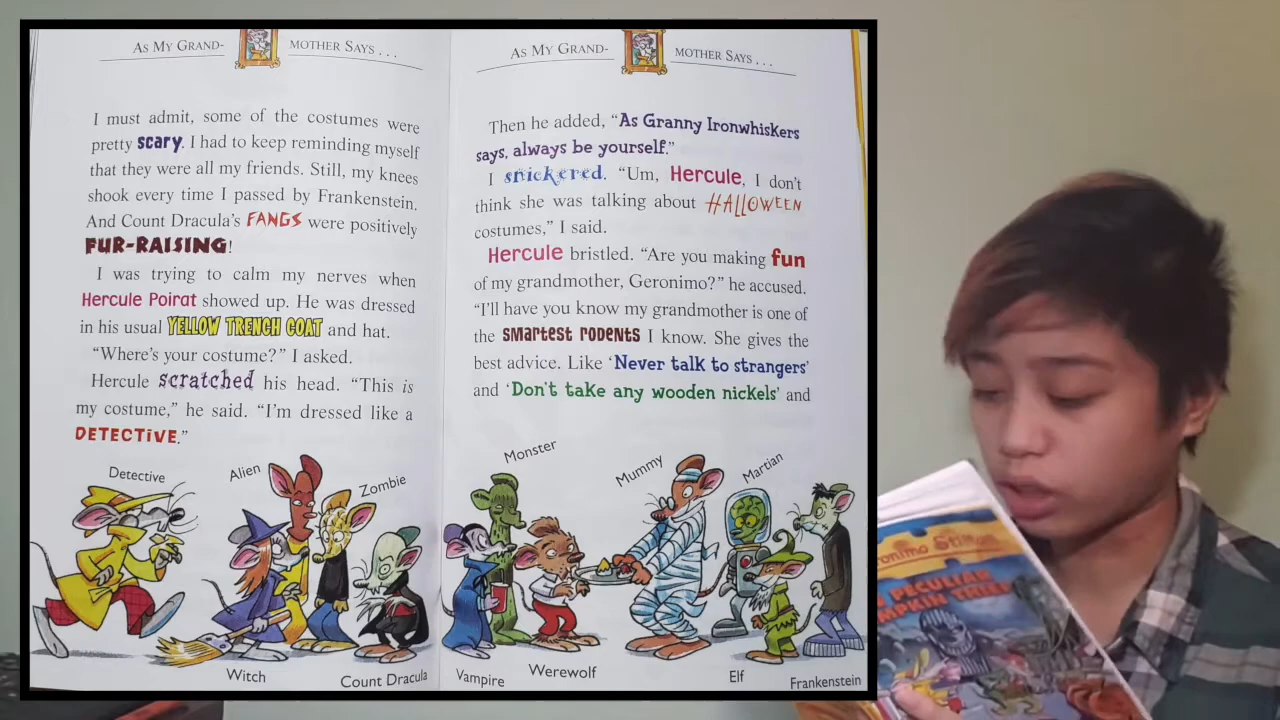 AS MY GRAND- MOTHER SAYS . . .
I must admit, some of the costumes were
pretty scary. I had to keep reminding myself
that they were all my friends. Still, my knees
shook every time I passed by Frankenstein.
And Count Dracula's FANGS were positively
FUR-RAISING!
I was trying to calm my nerves when
Hercule Poirat showed up. He was dressed
in his usual YELLOW TRENCH COAT and hat.
"Where's your costume?" I asked.
Hercule scratched his head. "This is
my costume," he said. "I'm dressed like a
DETECTIVE."
Detective
Alien
Zombie
Witch
Count Dracula
AS MY GRAND- MOTHER SAYS . . .
Then he added, "As Granny Ironwhiskers
says, always be yourself."
I snickered. "Um, Hercule, I don't
think she was talking about HALLOWEEN
costumes," I said.
Hercule bristled. "Are you making fun
of my grandmother, Geronimo?" he accused.
"I'll have you know my grandmother is one of
the smartest rodents I know. She gives the
best advice. Like 'Never talk to strangers'
and 'Don't take any wooden nickels' and
Monster
Mummy
Martian
Vampire
Werewolf
Elf
Frankenstein
PECULIAR